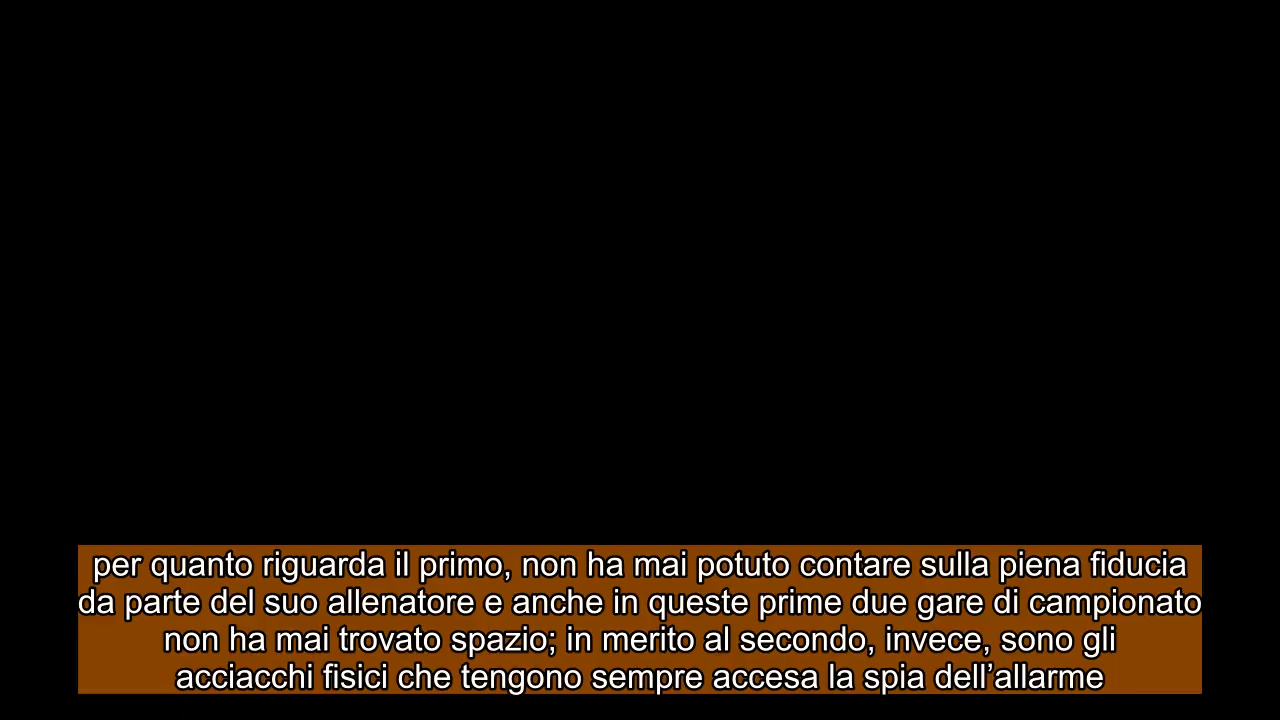 per quanto riguarda il primo, non ha mai potuto contare sulla piena fiducia
da parte del suo allenatore e anche in queste prime due gare di campionato
non ha mai trovato spazio; in merito al secondo, invece, sono gli
acciacchi fisici che tengono sempre accesa la spia dell’allarme